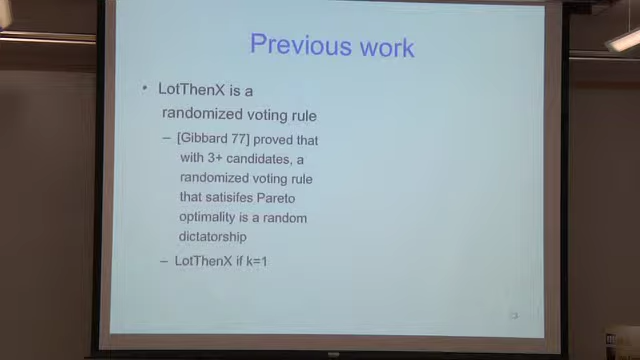 Previous work
• LotThenX is a
randomized voting rule
– [Gibbard 77] proved that
with 3+ candidates, a
randomized voting rule
that satisifes Pareto
optimality is a random
dictatorship
– LotThenX if k=1